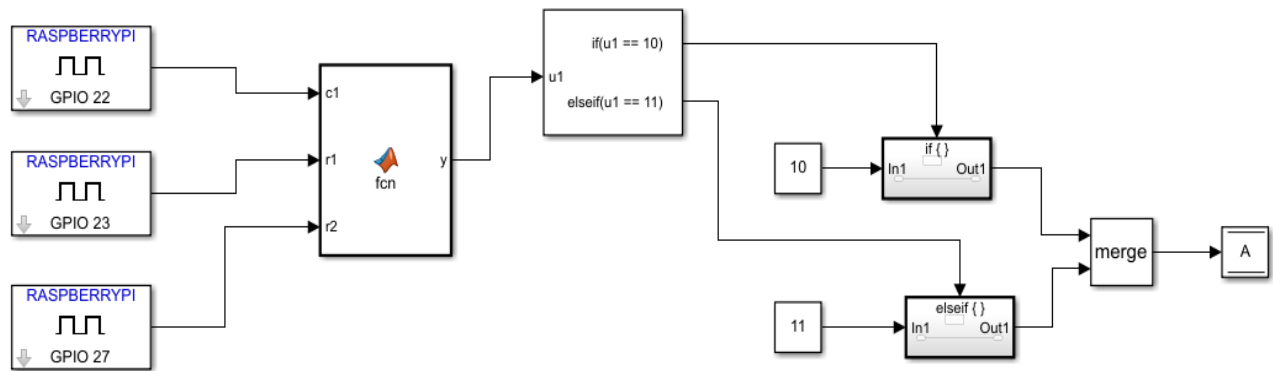 RASPBERRYPI
GPIO 22
RASPBERRYPI
GPIO 23
RASPBERRYPI
GPIO 27
c1
r1
r2
y
fcn
u1
if(u1 == 10)
elseif(u1 == 11)
10
if { }
In1
Out1
11
elseif { }
In1
Out1
merge
A